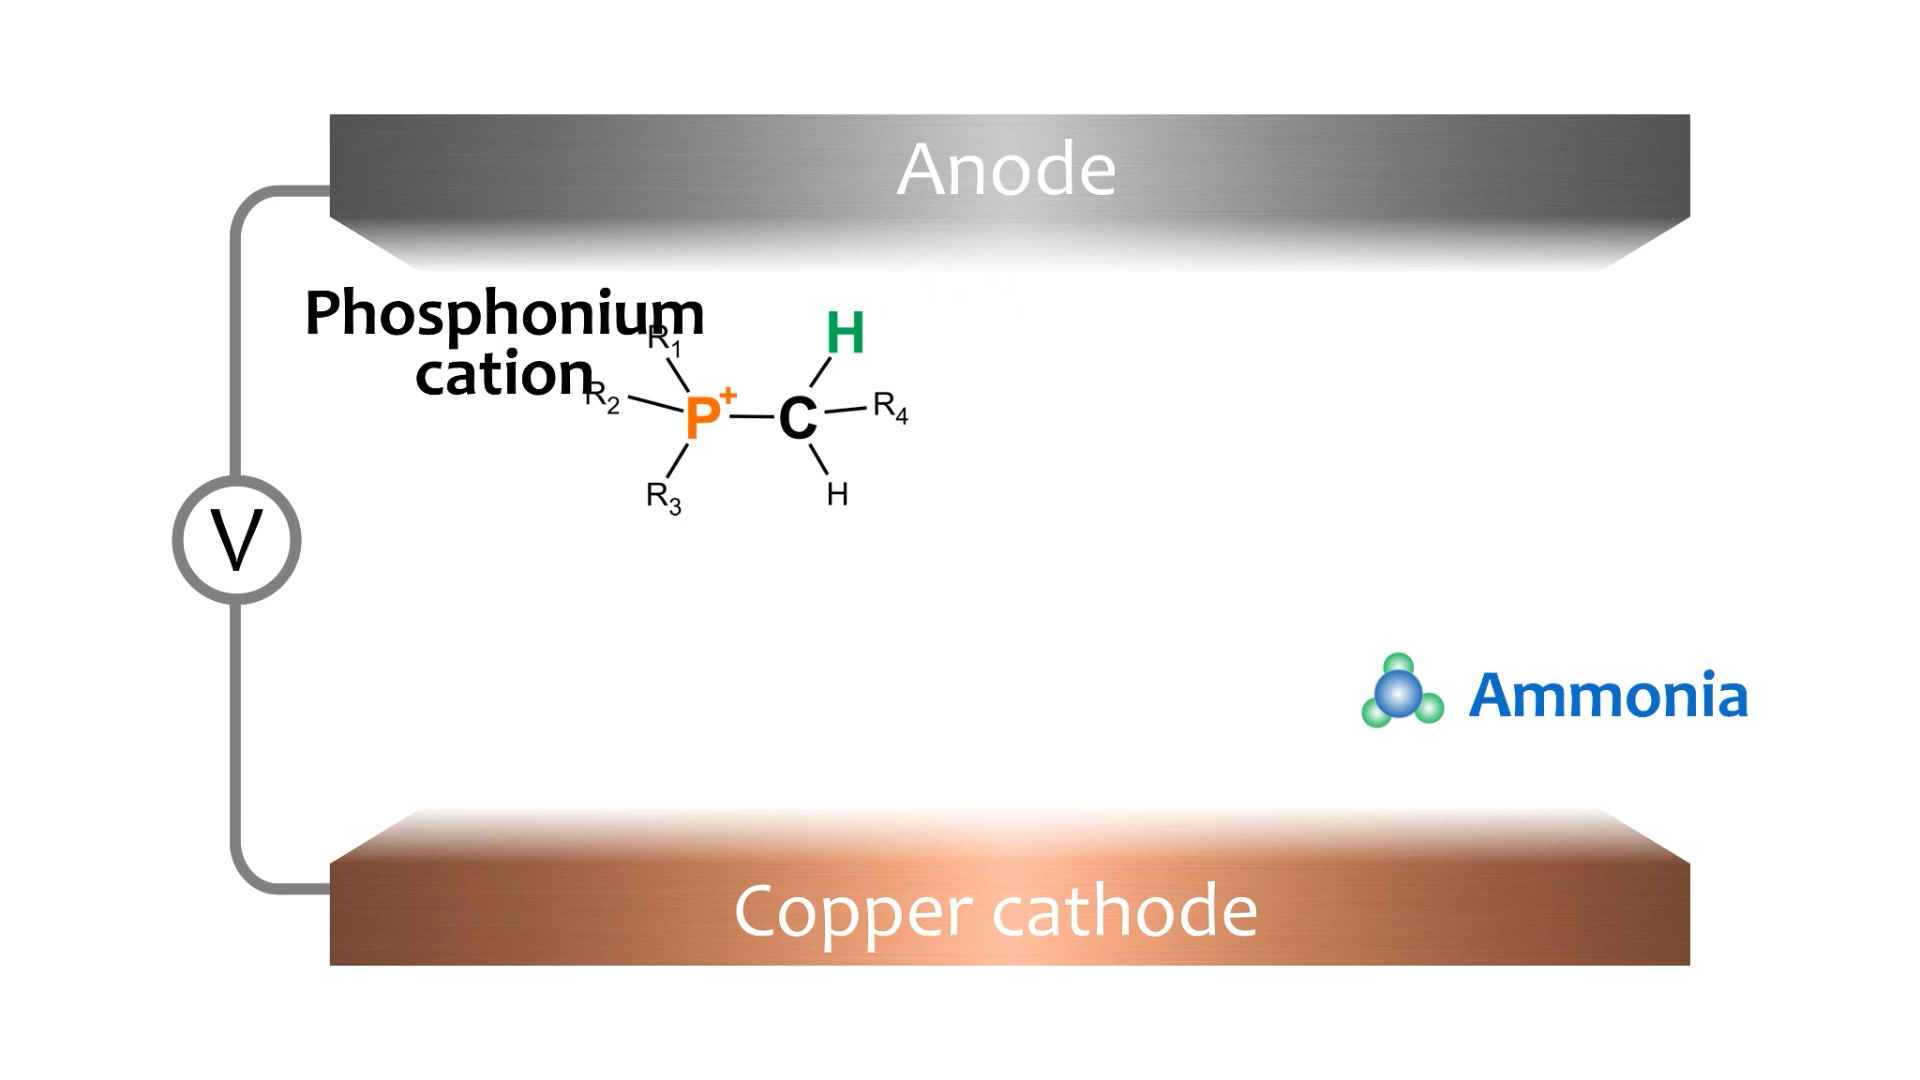 Anode
Phosphonium
cation
R₁
H
R₂
P⁺
C
R₄
R₃
H
V
Ammonia
Copper cathode